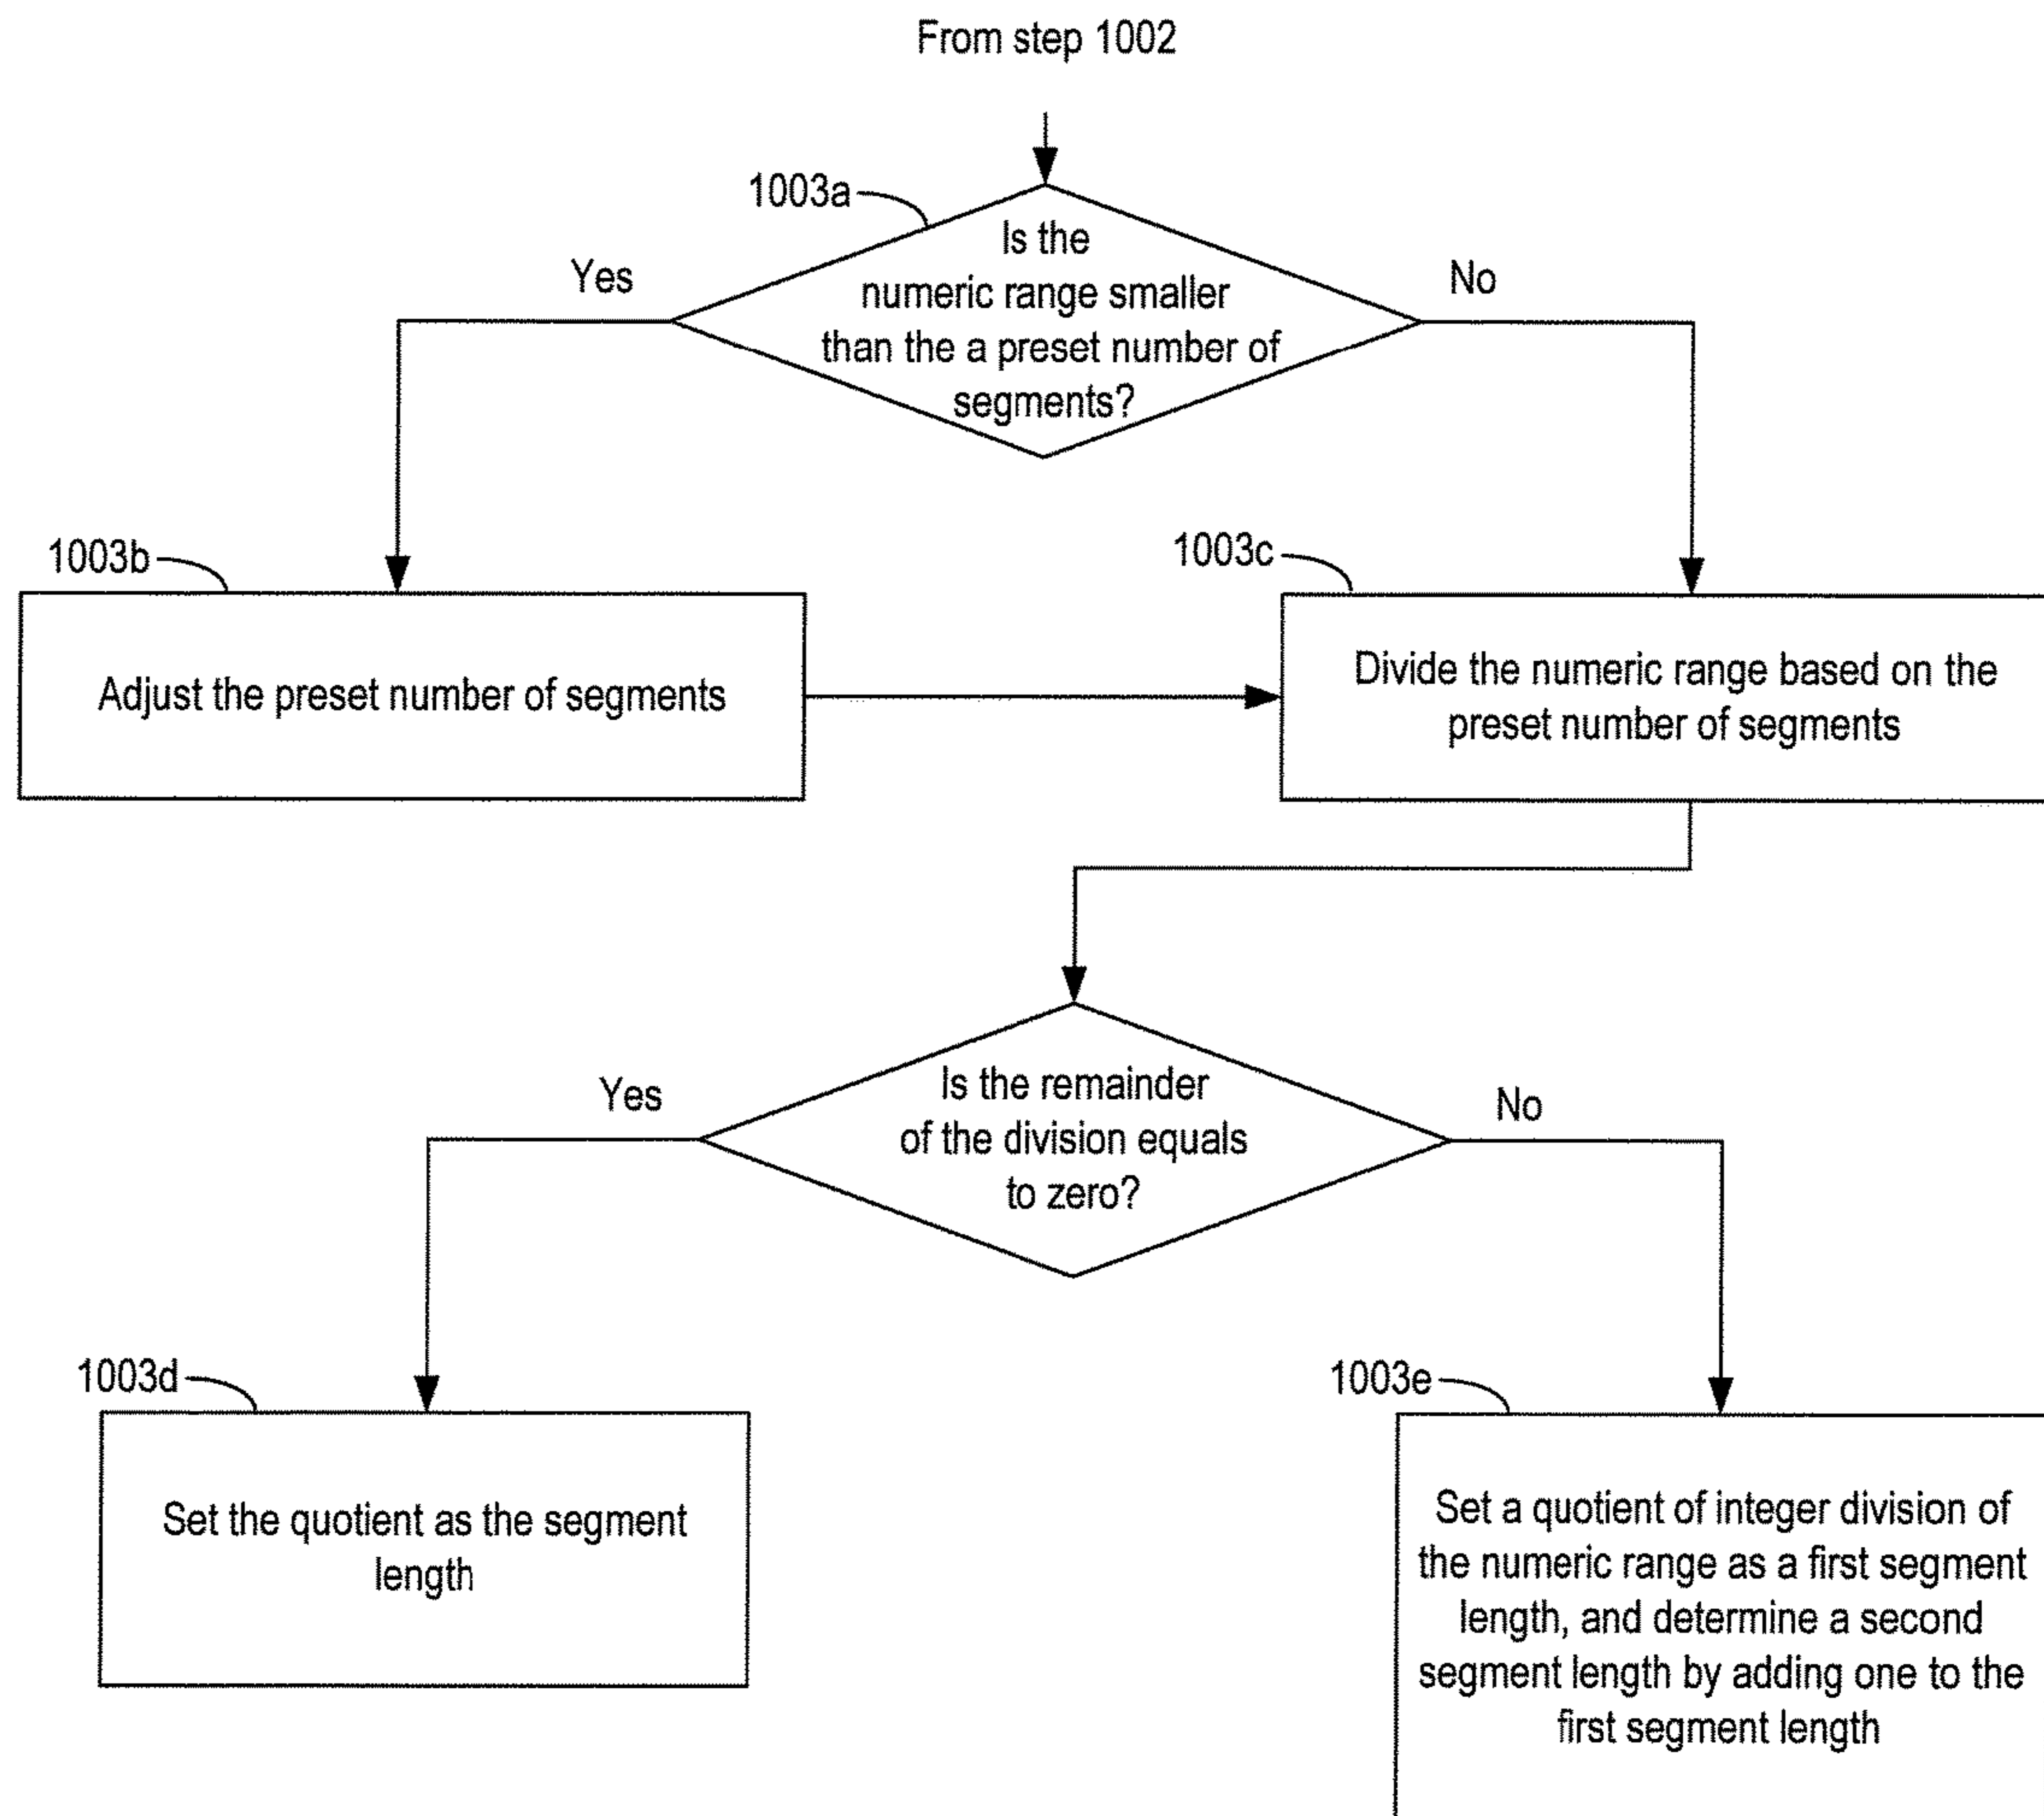 From step 1002
1003a
Is the
numeric range smaller
than the a preset number of
segments?
Yes
No
1003b
Adjust the preset number of segments
1003c
Divide the numeric range based on the
preset number of segments
Is the remainder
of the division equals
to zero?
Yes
No
1003d
Set the quotient as the segment
length
1003e
Set a quotient of integer division of
the numeric range as a first segment
length, and determine a second
segment length by adding one to the
first segment length